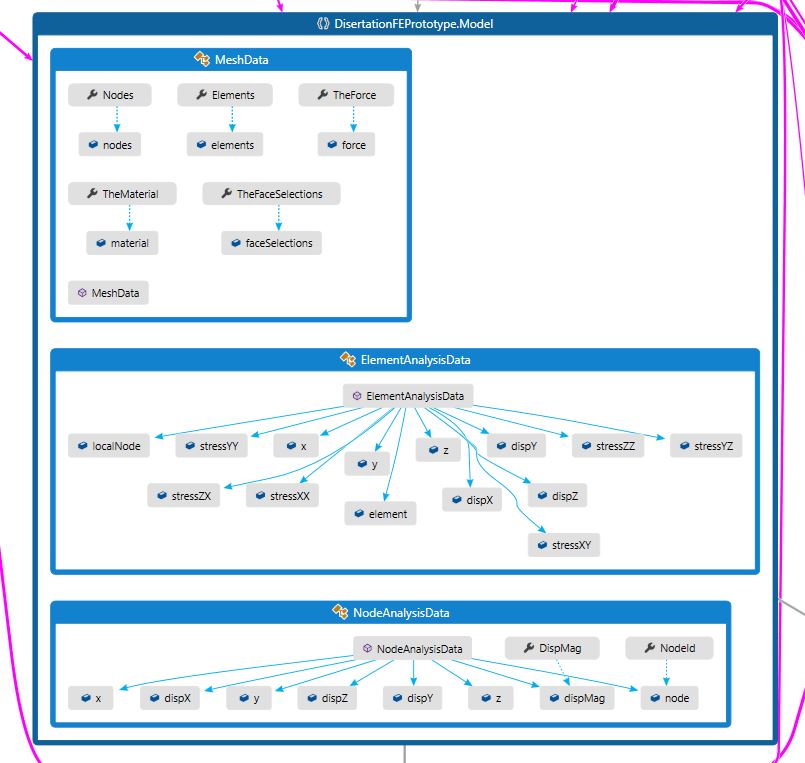 DisertationFEPrototype.Model
MeshData
Nodes Elements TheForce
nodes elements force
TheMaterial TheFaceSelections
material faceSelections
MeshData
ElementAnalysisData
ElementAnalysisData
localNode stressYY x z dispY stressZZ stressYZ
y
stressZX stressXX dispX dispZ
element
stressXY
NodeAnalysisData
NodeAnalysisData DispMag NodeId
x dispX y dispZ dispY z dispMag node